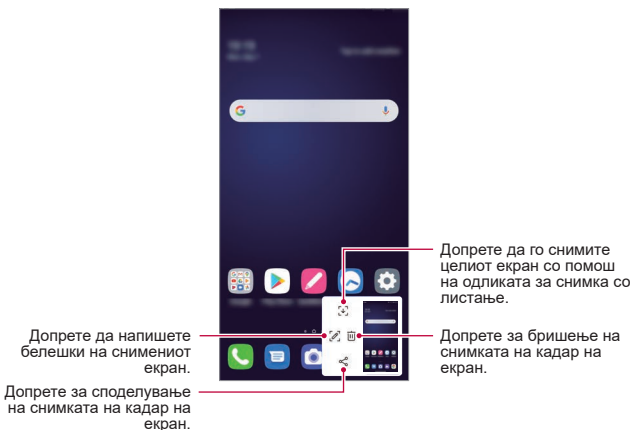 Допрете да го снимите
целиот екран со помош
на одликата за снимка со
листање.
Допрете да напишете
белешки на снимениот
екран.
Допрете за бришење на
снимката на кадар на
екран.
Допрете за споделување
на снимката на кадар на
екран.